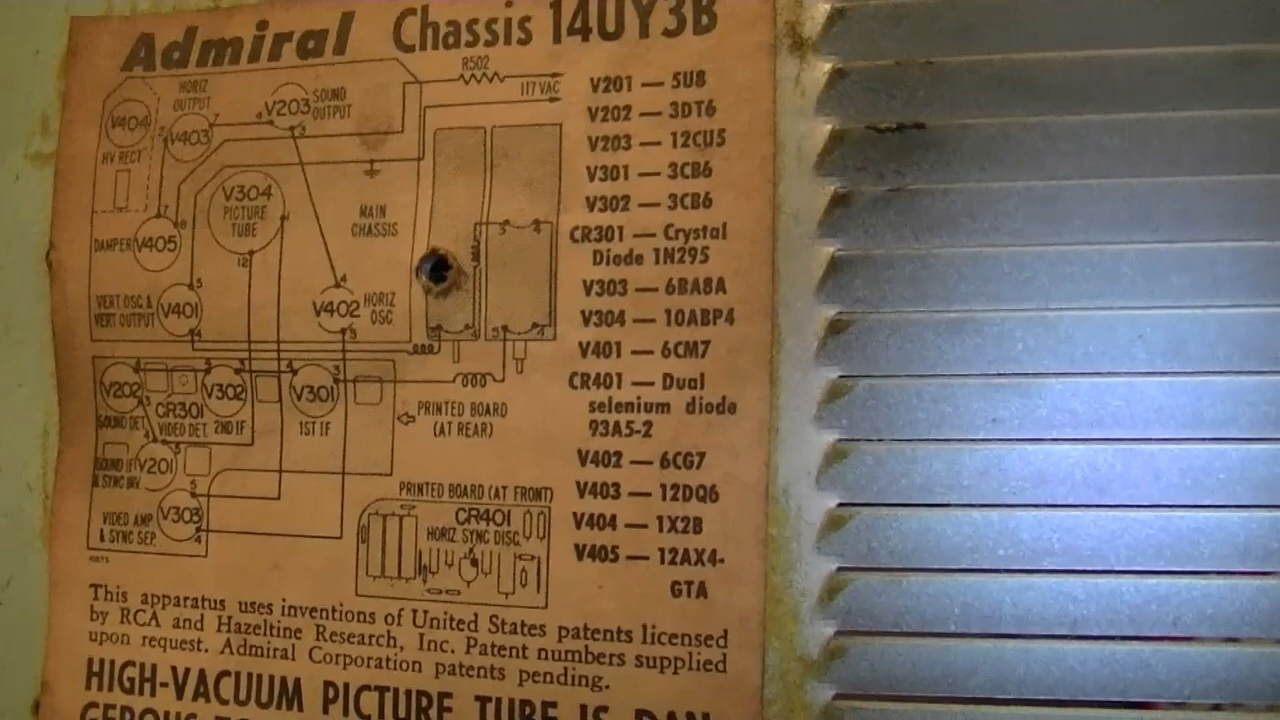 Admiral Chassis 14UY3B
R502
117 VAC
HORIZ
OUTPUT
V203 SOUND
OUTPUT
V404
V403
HV RECT
V304
PICTURE
TUBE
MAIN
CHASSIS
DAMPER V405
12
VERT OSC &
VERT OUTPUT V401
V402 HORIZ
OSC.
V202
V302
V301
CR301
SOUND DET.
VIDEO DET.
2ND IF
1ST IF
PRINTED BOARD
(AT REAR)
SOUND IF
& SYNC INV.
V201
VIDEO AMP
& SYNC SEP.
V303
PRINTED BOARD (AT FRONT)
CR401
HORIZ. SYNC DISC.
V201 — 5U8
V202 — 3DT6
V203 — 12CU5
V301 — 3CB6
V302 — 3CB6
CR301 — Crystal
Diode 1N295
V303 — 6BA8A
V304 — 10ABP4
V401 — 6CM7
CR401 — Dual
selenium diode
93A5-2
V402 — 6CG7
V403 — 12DQ6
V404 — 1X2B
V405 — 12AX4-
GTA
This apparatus uses inventions of United States patents licensed
by RCA and Hazeltine Research, Inc. Patent numbers supplied
upon request. Admiral Corporation patents pending.
HIGH-VACUUM PICTURE TUBE IS DAN-